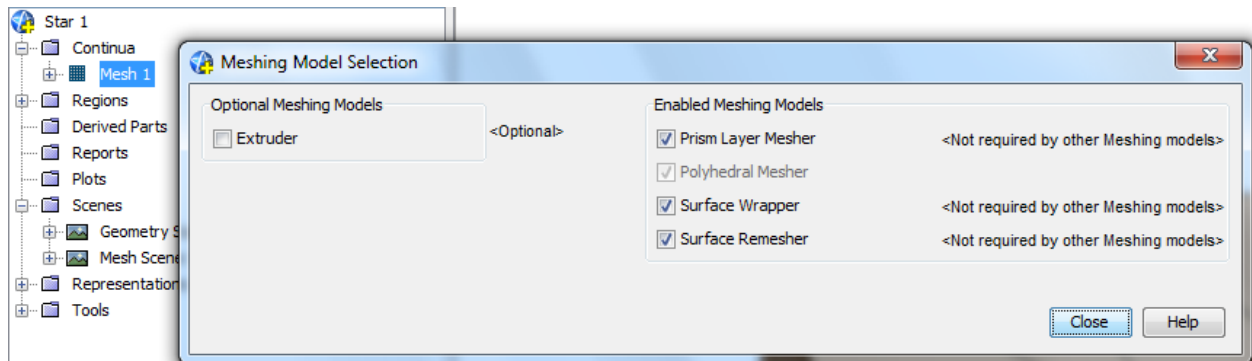 Star 1
Continua
Mesh 1
Regions
Derived Parts
Reports
Plots
Scenes
Geometry S
Mesh Scene
Representation
Tools
Meshing Model Selection
Optional Meshing Models
Extruder
<Optional>
Enabled Meshing Models
Prism Layer Mesher <Not required by other Meshing models>
Polyhedral Mesher
Surface Wrapper <Not required by other Meshing models>
Surface Remesher <Not required by other Meshing models>
Close Help